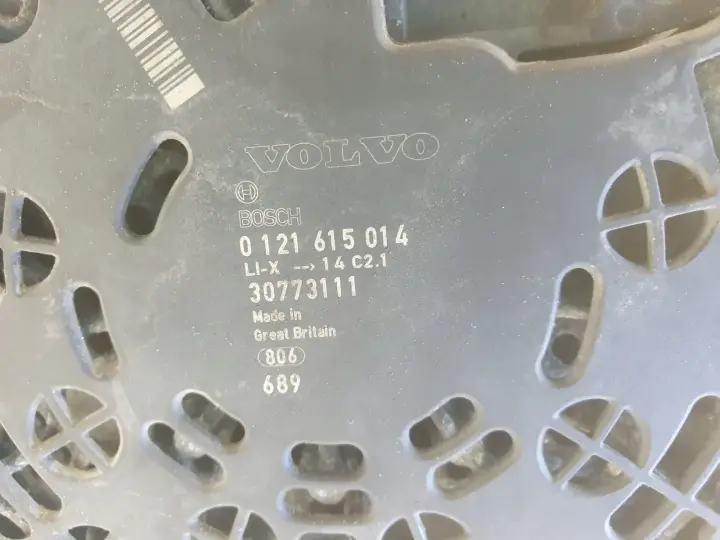 VOLVO
BOSCH
0 121 615 014
LI-X --> 14 C2.1
30773111
Made in
Great Britain
806
689